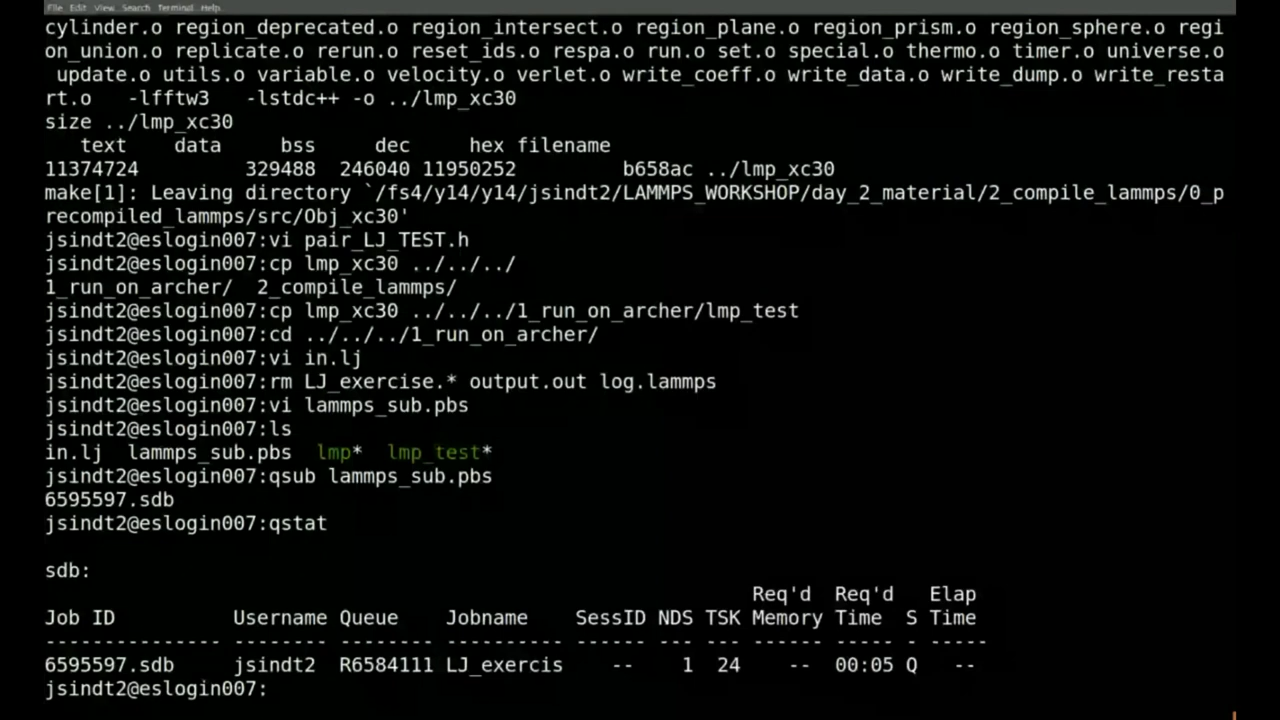 File Edit View Search Terminal Help
cylinder.o region_deprecated.o region_intersect.o region_plane.o region_prism.o region_sphere.o regi
on_union.o replicate.o rerun.o reset_ids.o respa.o run.o set.o special.o thermo.o timer.o universe.o
 update.o utils.o variable.o velocity.o verlet.o write_coeff.o write_data.o write_dump.o write_resta
rt.o   -lfftw3   -lstdc++ -o ../lmp_xc30
size ../lmp_xc30
   text    data     bss     dec     hex filename
11374724         329488  246040 11950252         b658ac ../lmp_xc30
make[1]: Leaving directory `/fs4/y14/y14/jsindt2/LAMMPS_WORKSHOP/day_2_material/2_compile_lammps/0_p
recompiled_lammps/src/Obj_xc30'
jsindt2@eslogin007:vi pair_LJ_TEST.h
jsindt2@eslogin007:cp lmp_xc30 ../../../
1_run_on_archer/  2_compile_lammps/
jsindt2@eslogin007:cp lmp_xc30 ../../../1_run_on_archer/lmp_test
jsindt2@eslogin007:cd ../../../1_run_on_archer/
jsindt2@eslogin007:vi in.lj
jsindt2@eslogin007:rm LJ_exercise.* output.out log.lammps
jsindt2@eslogin007:vi lammps_sub.pbs
jsindt2@eslogin007:ls
in.lj  lammps_sub.pbs  lmp*  lmp_test*
jsindt2@eslogin007:qsub lammps_sub.pbs
6595597.sdb
jsindt2@eslogin007:qstat
sdb:
                                                            Req'd  Req'd   Elap
Job ID          Username Queue    Jobname    SessID NDS TSK Memory Time  S Time
--------------- -------- -------- ---------- ------ --- --- ------ ----- - -----
6595597.sdb     jsindt2  R6584111 LJ_exercis    --    1  24    --  00:05 Q   --
jsindt2@eslogin007: